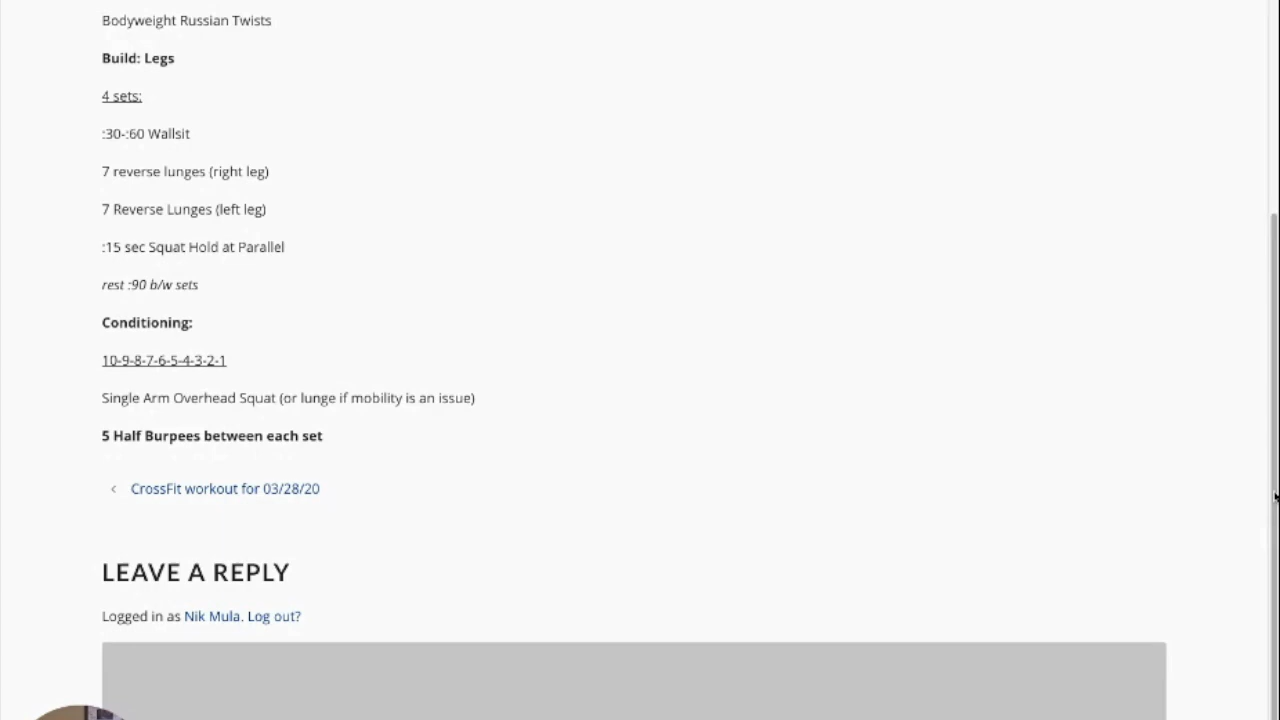 Bodyweight Russian Twists
Build: Legs
4 sets:
:30-:60 Wallsit
7 reverse lunges (right leg)
7 Reverse Lunges (left leg)
:15 sec Squat Hold at Parallel
rest :90 b/w sets
Conditioning:
10-9-8-7-6-5-4-3-2-1
Single Arm Overhead Squat (or lunge if mobility is an issue)
5 Half Burpees between each set
< CrossFit workout for 03/28/20
LEAVE A REPLY
Logged in as Nik Mula. Log out?